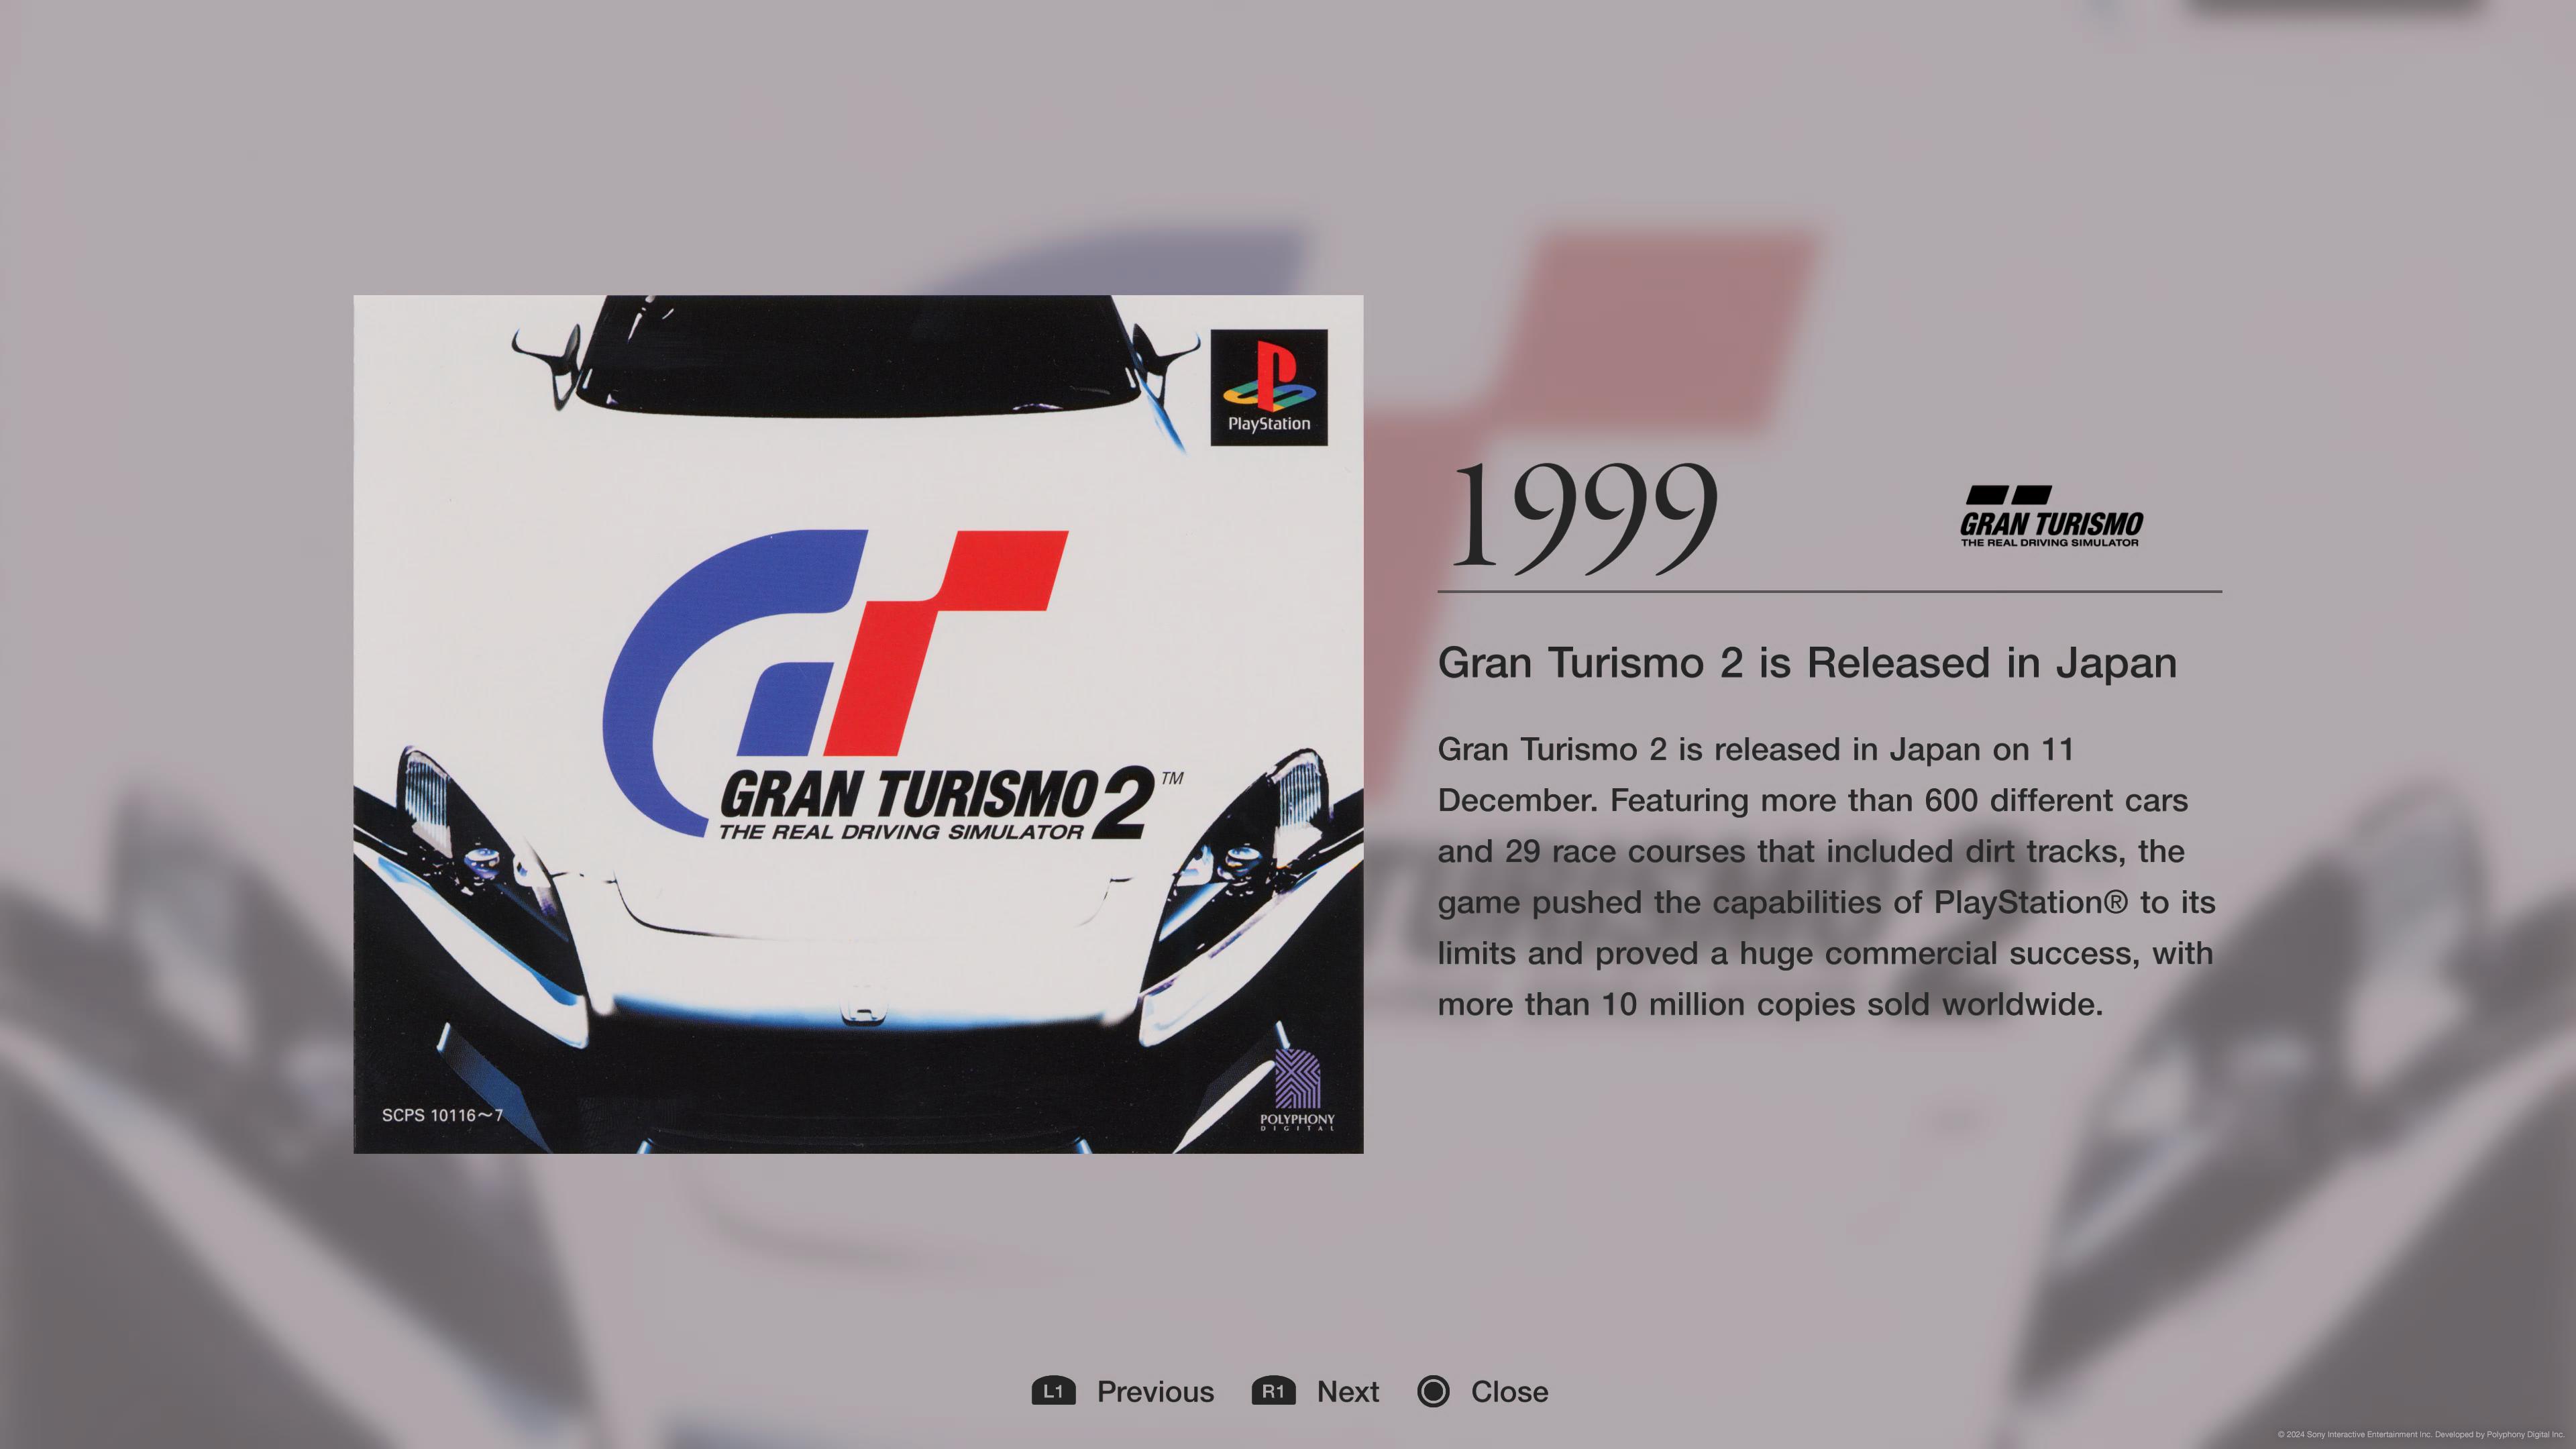 PlayStation
GRAN TURISMO 2 ™
THE REAL DRIVING SIMULATOR
SCPS 10116~7
POLYPHONY
DIGITAL
1999
GRAN TURISMO
THE REAL DRIVING SIMULATOR
Gran Turismo 2 is Released in Japan
Gran Turismo 2 is released in Japan on 11
December. Featuring more than 600 different cars
and 29 race courses that included dirt tracks, the
game pushed the capabilities of PlayStation® to its
limits and proved a huge commercial success, with
more than 10 million copies sold worldwide.
L1 Previous R1 Next Close
© 2024 Sony Interactive Entertainment Inc. Developed by Polyphony Digital Inc.